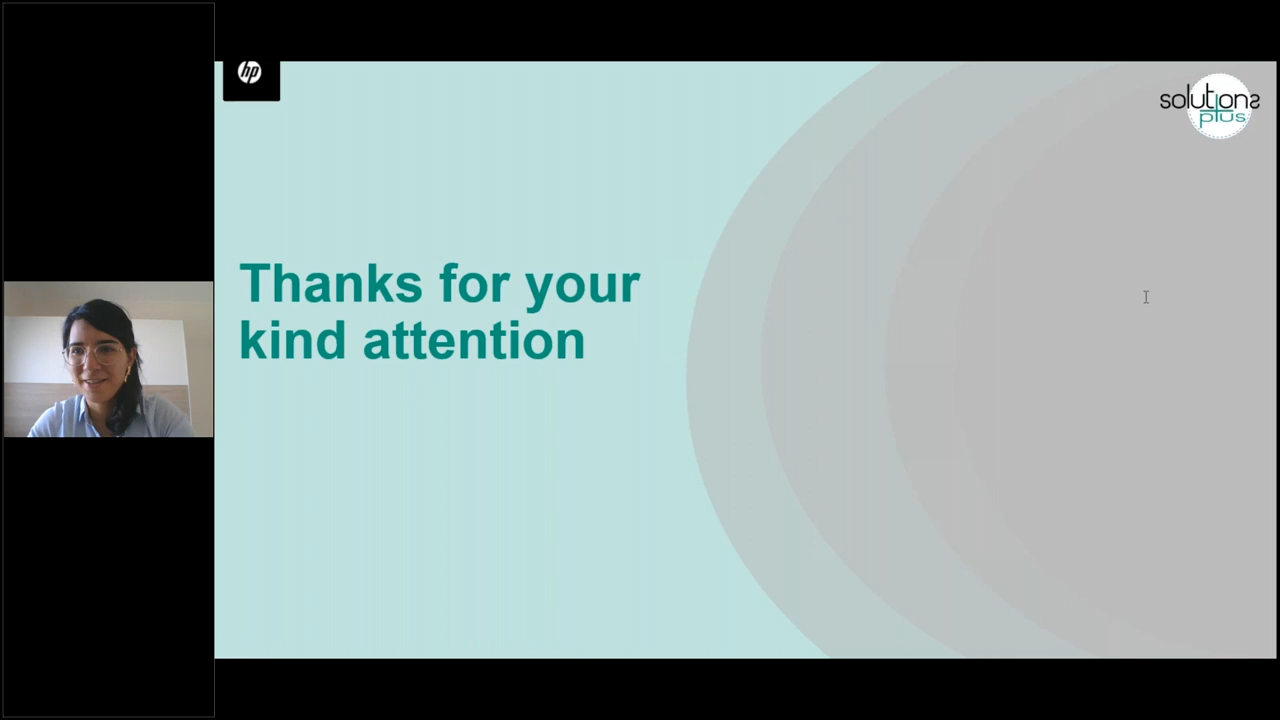 hp
solutions
plus
Thanks for your
kind attention